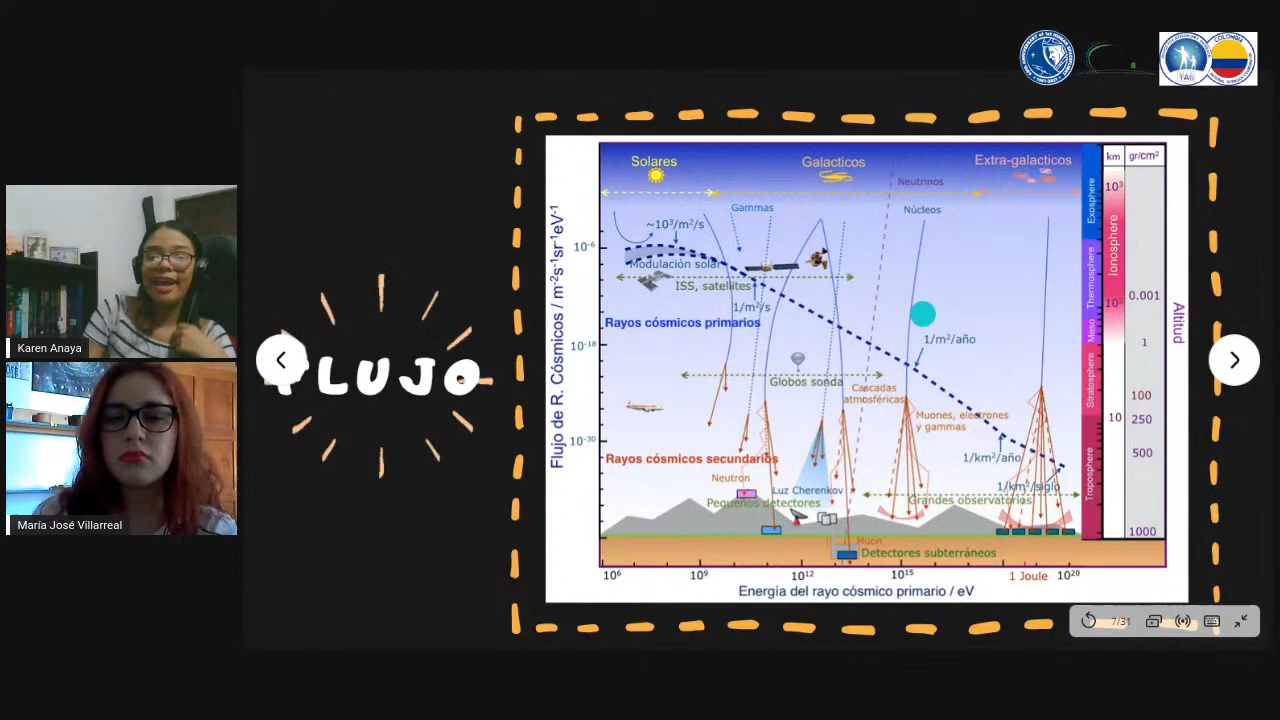 COLOMBIA
Karen Anaya
María José Villarreal
LUJO
Solares
Galacticos
Extra-galacticos
Neutrinos
Gammas
Núcleos
~10³/m²/s
Modulación solar
ISS, satellites
1/m²/s
Rayos cósmicos primarios
1/m²/año
Globos sonda
Cascadas
atmosféricas
Muones, electrones
y gammas
1/km²/año
Rayos cósmicos secundarios
1/km²/siglo
Neutron
Luz Cherenkov
Pequeños detectores
Grandes observatorios
Muon
Detectores subterráneos
Flujo de R. Cósmicos / m⁻²s⁻¹sr⁻¹eV⁻¹
10⁻⁶
10⁻¹⁸
10⁻³⁰
10⁶
10⁹
10¹²
10¹⁵
1 Joule
10²⁰
Energía del rayo cósmico primario / eV
Exosphere
Thermosphere
Meso
Stratosphere
Troposphere
Ionosphere
km
10³
10²
10
gr/cm²
0.001
1
100
250
500
1000
Altitud
7/31